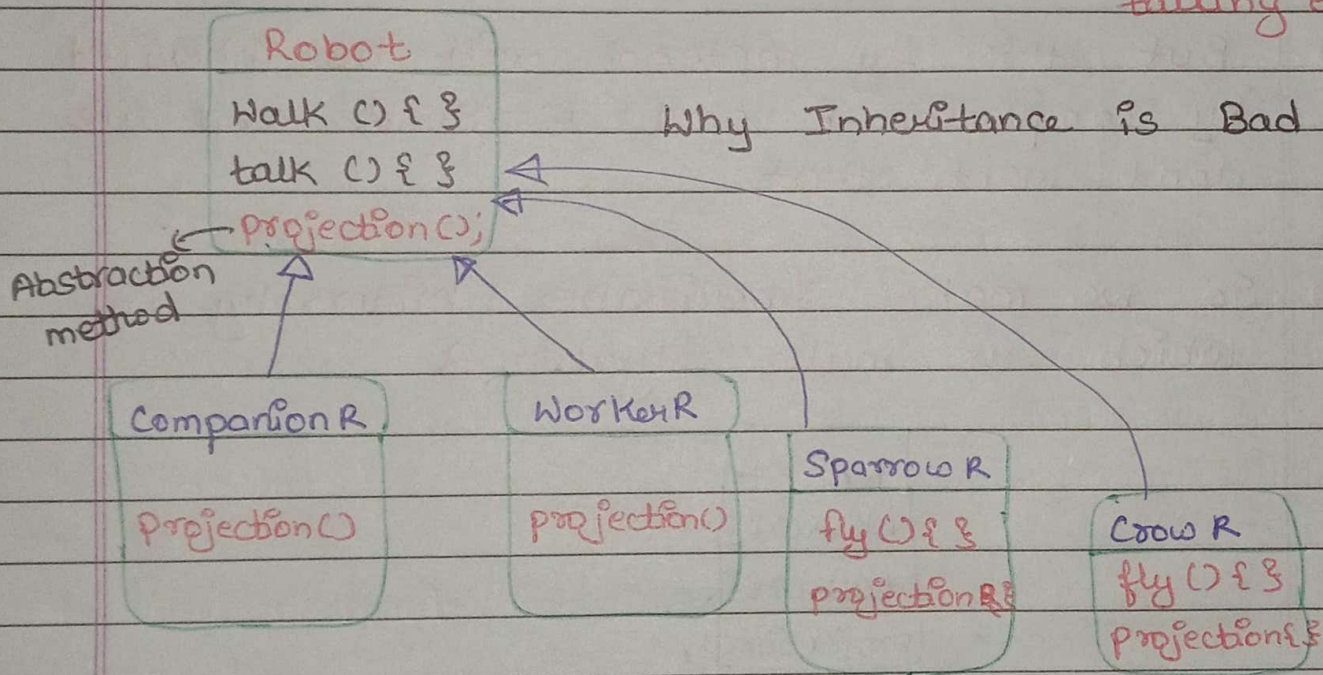 Robot
Walk () { }
Why Inheritance is Bad
talk () { }
projection();
Abstraction
method
CompanionR
WorkerR
SparrowR
projection()
projection()
fly () { }
CrowR
fly () { }
projection{}